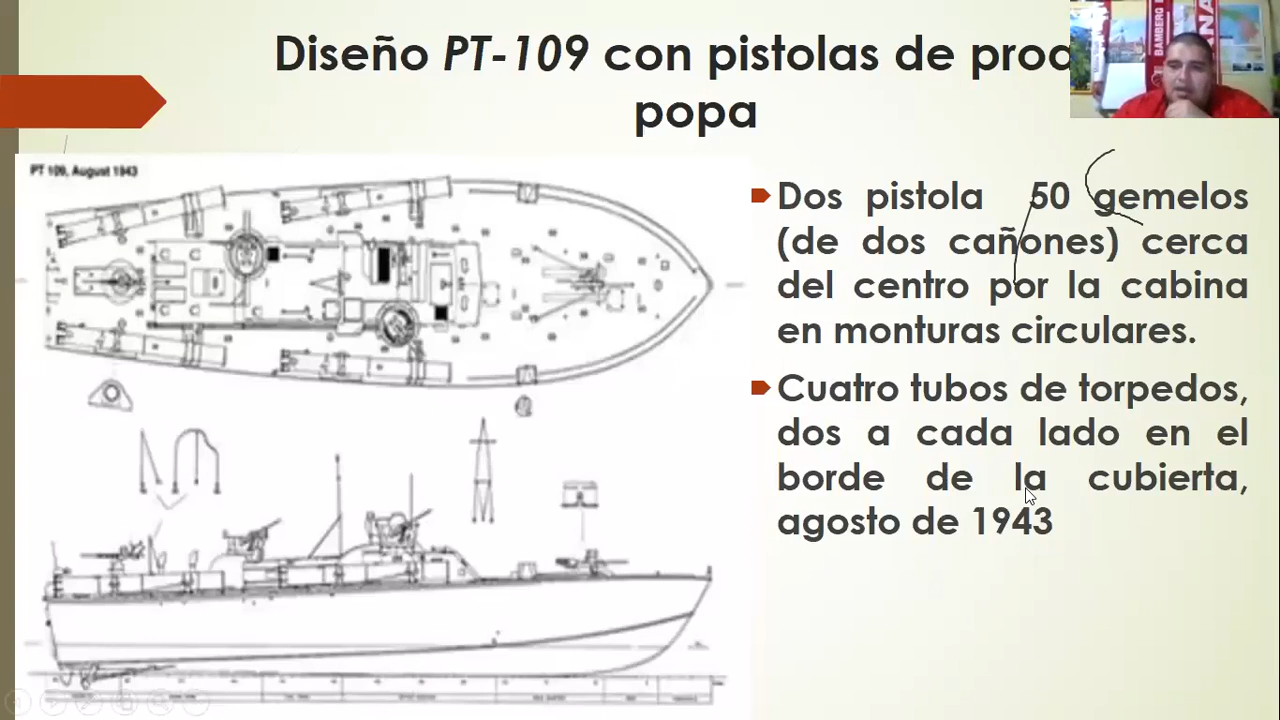 Diseño PT-109 con pistolas de proa
popa
BAMBERG
ANA
PT 109, August 1943
Dos pistola 50 gemelos
(de dos cañones) cerca
del centro por la cabina
en monturas circulares.
Cuatro tubos de torpedos,
dos a cada lado en el
borde de la cubierta,
agosto de 1943